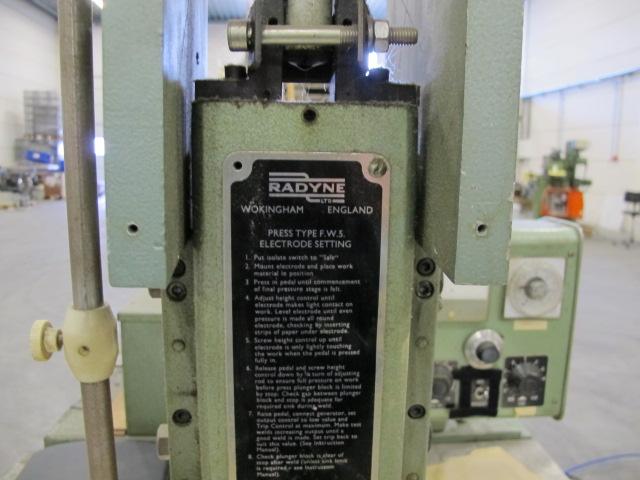 RADYNE
LTD
WOKINGHAM ENGLAND
PRESS TYPE F.W.5.
ELECTRODE SETTING
1. Put isolate switch to "Safe"
2. Mount electrode and place work
material in position
3. Press in pedal until commencement
of final pressure stage is felt.
4. Adjust height control until
electrode makes light contact on
work. Level electrode until even
pressure is made all round
electrode, checking by inserting
strips of paper under electrode.
5. Screw height control up until
electrode is only lightly touching
the work when the pedal is pressed
fully in.
6. Release pedal and screw height
control down by ¼ turn of adjusting
rod to ensure full pressure on work
before press plunger block is limited
by stop. Check gap between plunger
block and stop is adequate for
required sink during weld
7. Raise pedal, connect generator, set
output control to low value and
Trip Control at maximum. Make test
welds increasing output until a
good weld is made. Set trip back to
suit this value. (See Instruction
Manual).
8. Check plunger block is clear of
stop after weld (unless sink limit
is required - see Instruction
Manual).